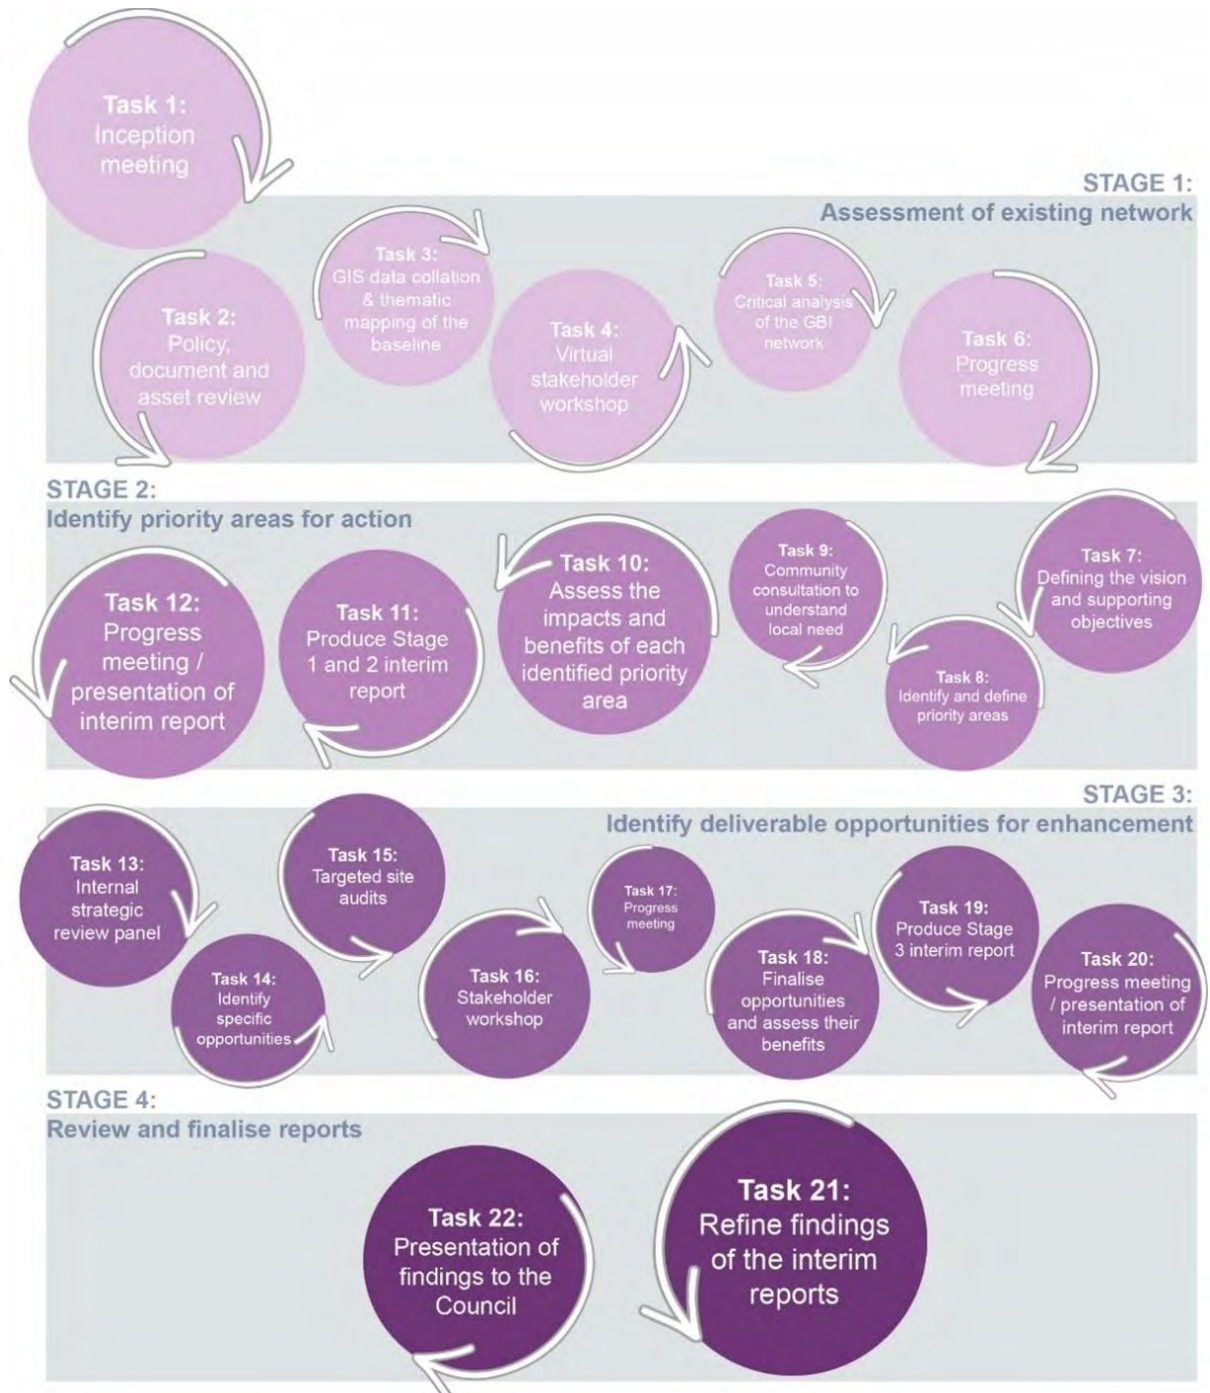 Task 1:
Inception
meeting
STAGE 1:
Assessment of existing network
Task 2:
Policy,
document and
asset review
Task 3:
GIS data collation
& thematic
mapping of the
baseline
Task 4:
Virtual
stakeholder
workshop
Task 5:
Critical analysis
of the GBI
network
Task 6:
Progress
meeting
STAGE 2:
Identify priority areas for action
Task 7:
Defining the vision
and supporting
objectives
Task 8:
Identify and define
priority areas
Task 9:
Community
consultation to
understand
local need
Task 10:
Assess the
impacts and
benefits of each
identified priority
area
Task 11:
Produce Stage
1 and 2 interim
report
Task 12:
Progress
meeting /
presentation of
interim report
STAGE 3:
Identify deliverable opportunities for enhancement
Task 13:
Internal
strategic
review panel
Task 14:
Identify
specific
opportunities
Task 15:
Targeted site
audits
Task 16:
Stakeholder
workshop
Task 17:
Progress
meeting
Task 18:
Finalise
opportunities
and assess their
benefits
Task 19:
Produce Stage
3 interim report
Task 20:
Progress meeting
/ presentation of
interim report
STAGE 4:
Review and finalise reports
Task 21:
Refine findings
of the interim
reports
Task 22:
Presentation of
findings to the
Council